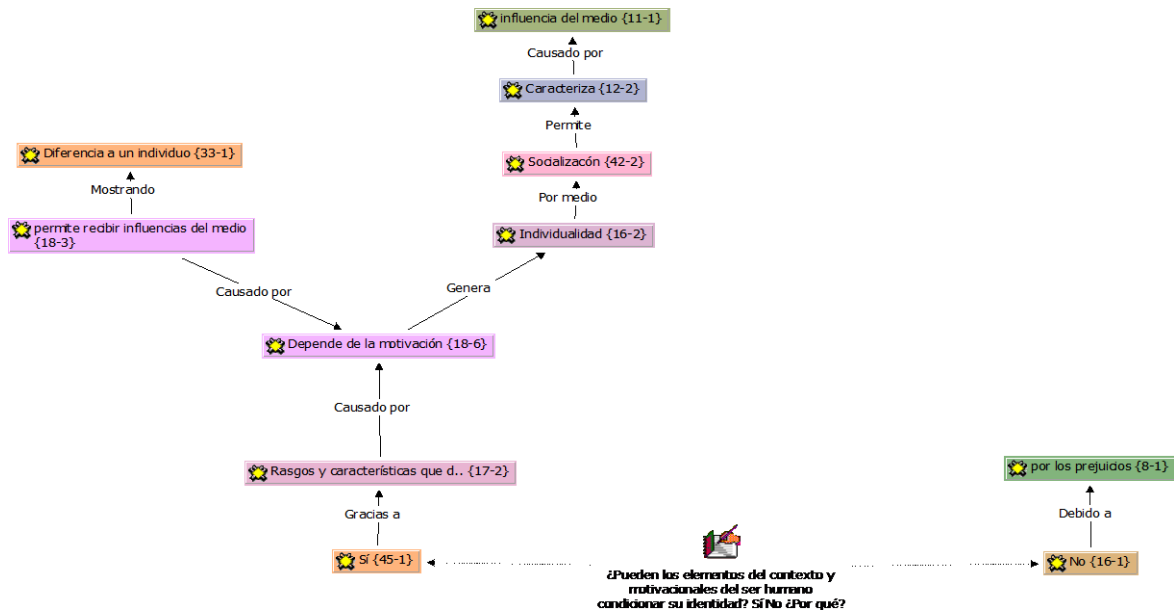 influencia del medio {11-1}
Causado por
Caracteriza {12-2}
Permite
Diferencia a un individuo {33-1}
Socializacón {42-2}
Mostrando
Por medio
permite recibir influencias del medio
{18-3}
Individualidad {16-2}
Causado por
Genera
Depende de la motivación {18-6}
Causado por
Rasgos y características que d.. {17-2}
por los prejuicios {8-1}
Gracias a
Debido a
Sí {45-1}
No {16-1}
¿Pueden los elementos del contexto y
motivacionales del ser humano
condicionar su identidad? Sí No ¿Por qué?